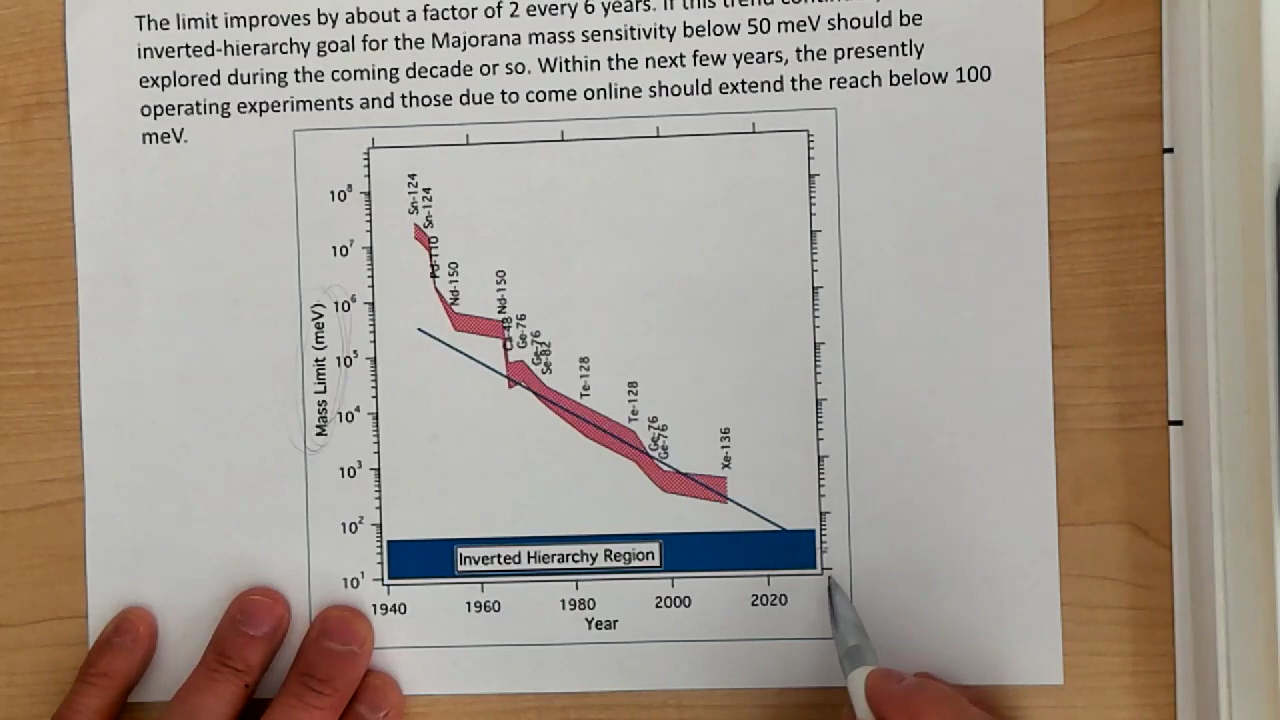 The limit improves by about a factor of 2 every 6 years. If this trend
inverted-hierarchy goal for the Majorana mass sensitivity below 50 meV should be
explored during the coming decade or so. Within the next few years, the presently
operating experiments and those due to come online should extend the reach below 100
meV.
Sn-124
Sn-124
Pd-110
Nd-150
Nd-150
Ca-48
Ge-76
Ge-76
Se-82
Te-128
Te-128
Ge-76
Ge-76
Xe-136
10⁸
10⁷
10⁶
10⁵
10⁴
10³
10²
10¹
Mass Limit (meV)
Inverted Hierarchy Region
1940 1960 1980 2000 2020
Year